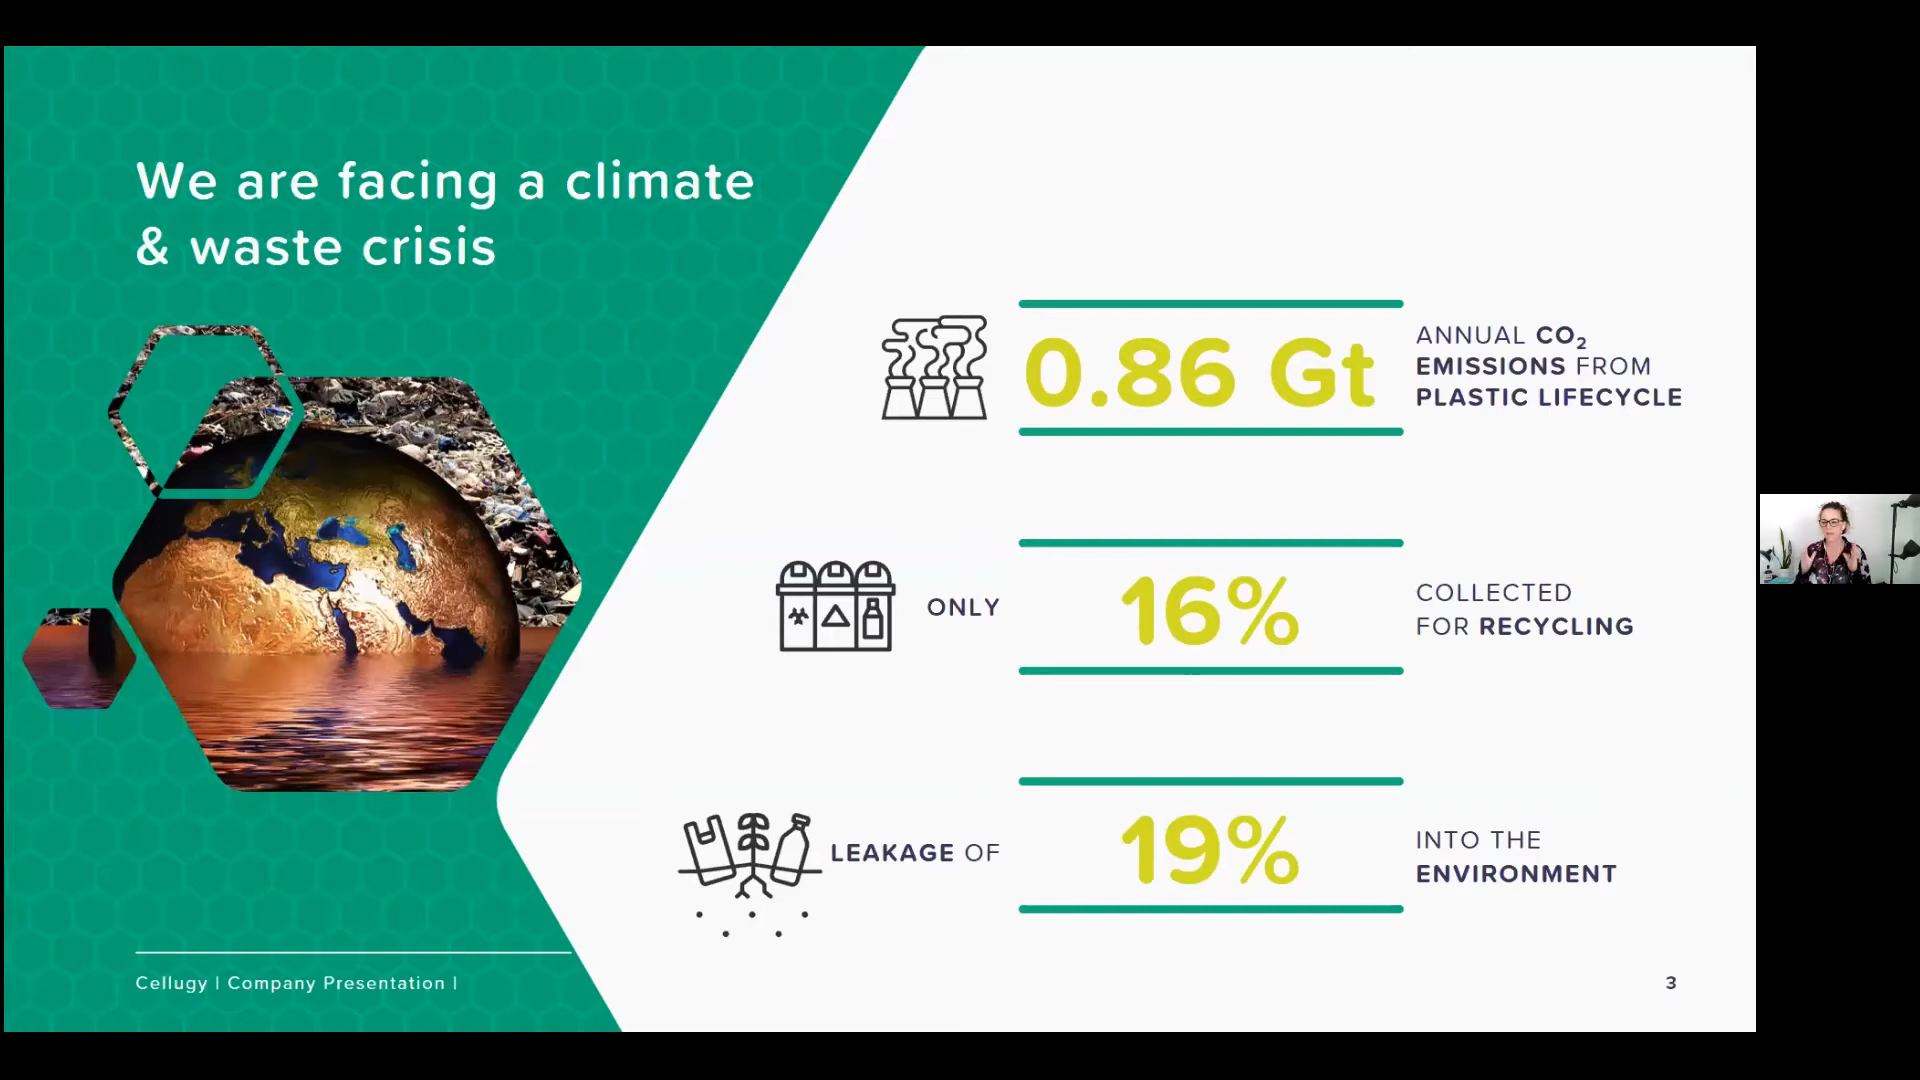 We are facing a climate
& waste crisis
0.86 Gt
ANNUAL CO₂
EMISSIONS FROM
PLASTIC LIFECYCLE
ONLY
16%
COLLECTED
FOR RECYCLING
LEAKAGE OF
19%
INTO THE
ENVIRONMENT
Cellugy | Company Presentation |
3